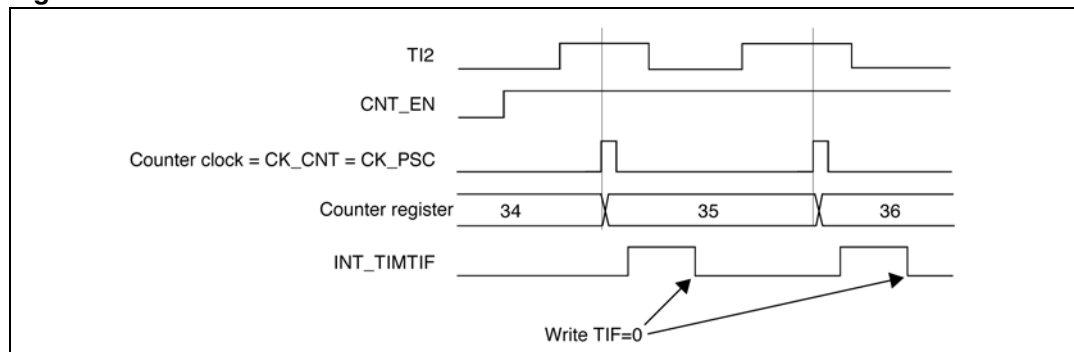 TI2
CNT_EN
Counter clock = CK_CNT = CK_PSC
Counter register 34 35 36
INT_TIMTIF
Write TIF=0